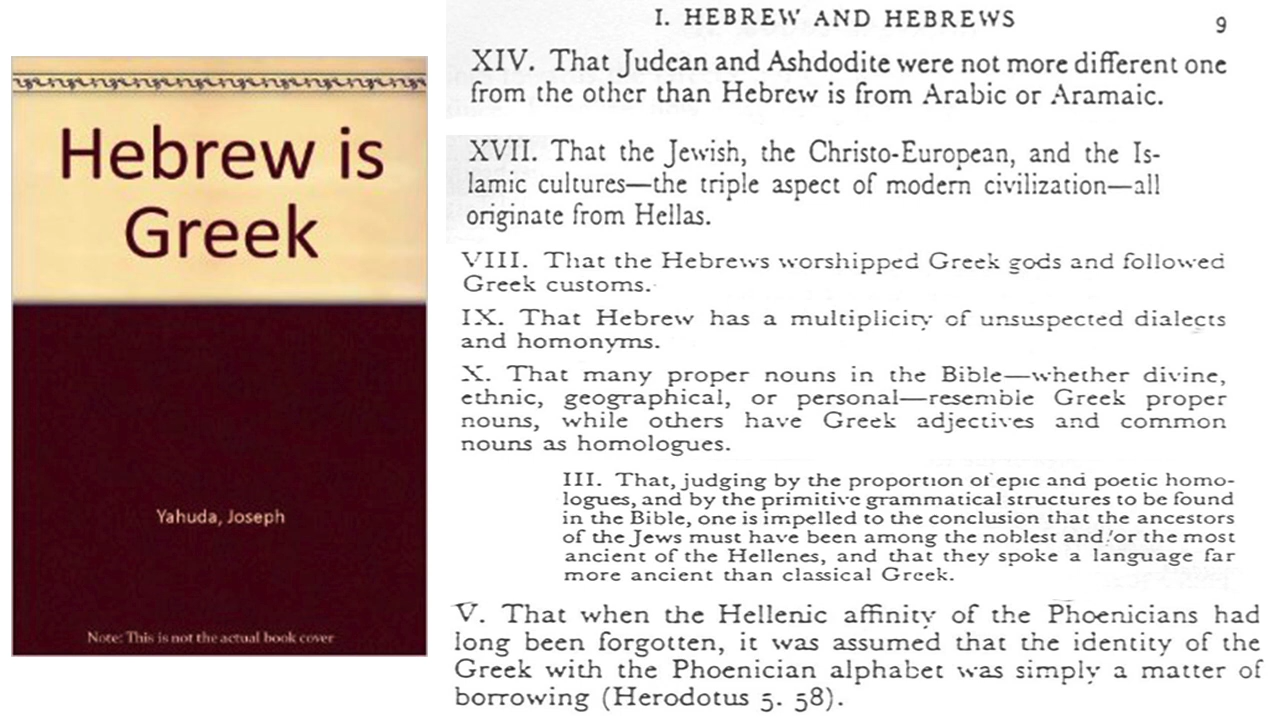 Hebrew is
Greek
Yahuda, Joseph
Note: This is not the actual book cover
I. HEBREW AND HEBREWS 9
XIV. That Judean and Ashdodite were not more different one
from the other than Hebrew is from Arabic or Aramaic.
XVII. That the Jewish, the Christo-European, and the Is-
lamic cultures—the triple aspect of modern civilization—all
originate from Hellas.
VIII. That the Hebrews worshipped Greek gods and followed
Greek customs.
IX. That Hebrew has a multiplicity of unsuspected dialects
and homonyms.
X. That many proper nouns in the Bible—whether divine,
ethnic, geographical, or personal—resemble Greek proper
nouns, while others have Greek adjectives and common
nouns as homologues.
III. That, judging by the proportion of epic and poetic homo-
logues, and by the primitive grammatical structures to be found
in the Bible, one is impelled to the conclusion that the ancestors
of the Jews must have been among the noblest and/or the most
ancient of the Hellenes, and that they spoke a language far
more ancient than classical Greek.
V. That when the Hellenic affinity of the Phoenicians had
long been forgotten, it was assumed that the identity of the
Greek with the Phoenician alphabet was simply a matter of
borrowing (Herodotus 5. 58).